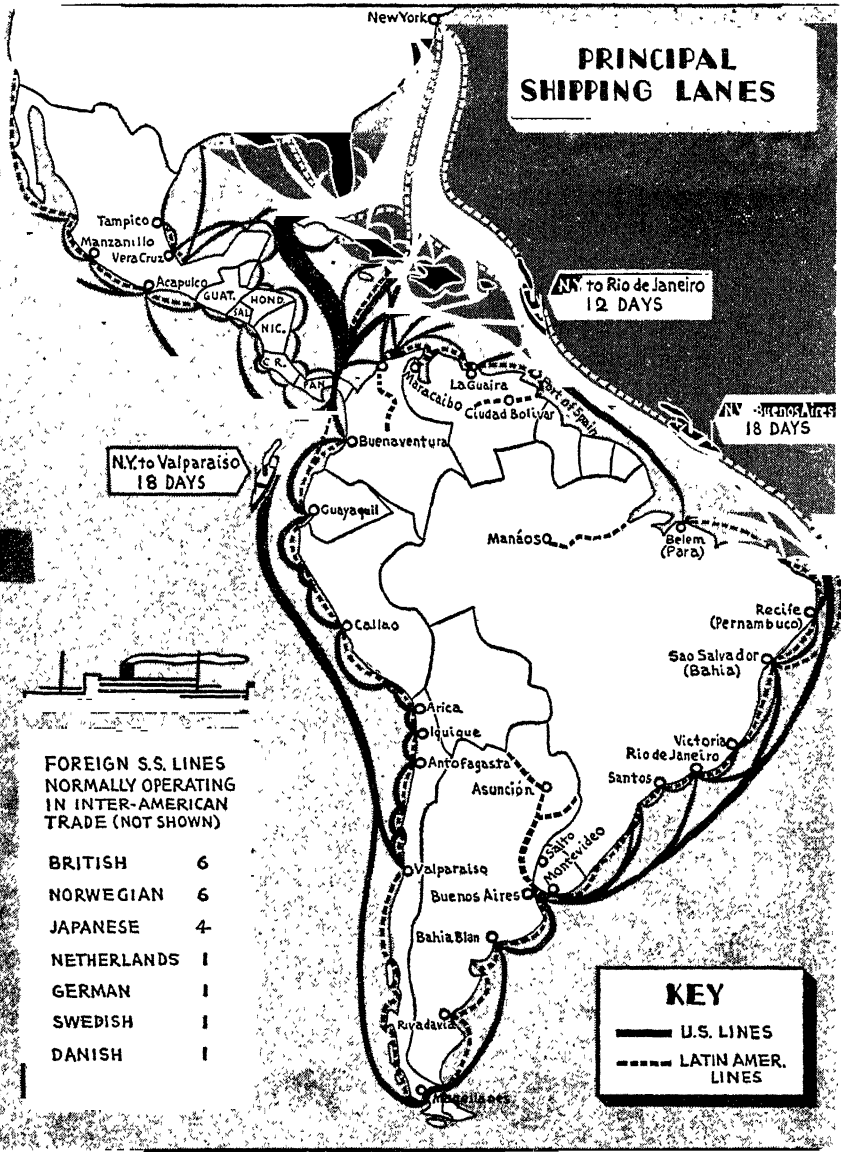 New York
PRINCIPAL
SHIPPING LANES
Tampico
Manzanillo
Vera Cruz
Acapulco
GUAT.
HOND.
SAL.
NIC.
C.R.
PAN.
N.Y. to Rio de Janeiro
12 DAYS
Maracaibo
La Guaira
Port of Spain
Ciudad Bolivar
N.Y. - Buenos Aires
18 DAYS
Buenaventura
N.Y. to Valparaiso
18 DAYS
Guayaquil
Manáos
Belem
(Para)
Callao
Recife
(Pernambuco)
Sao Salvador
(Bahia)
Arica
Iquique
Antofagasta
Victoria
Rio de Janeiro
Santos
Asunción
Salto
Montevideo
Valparaiso
Buenos Aires
Bahia Blan
Rivadavia
Magellanes
FOREIGN S.S. LINES
NORMALLY OPERATING
IN INTER-AMERICAN
TRADE (NOT SHOWN)
BRITISH 6
NORWEGIAN 6
JAPANESE 4
NETHERLANDS 1
GERMAN 1
SWEDISH 1
DANISH 1
KEY
U.S. LINES
LATIN AMER.
LINES